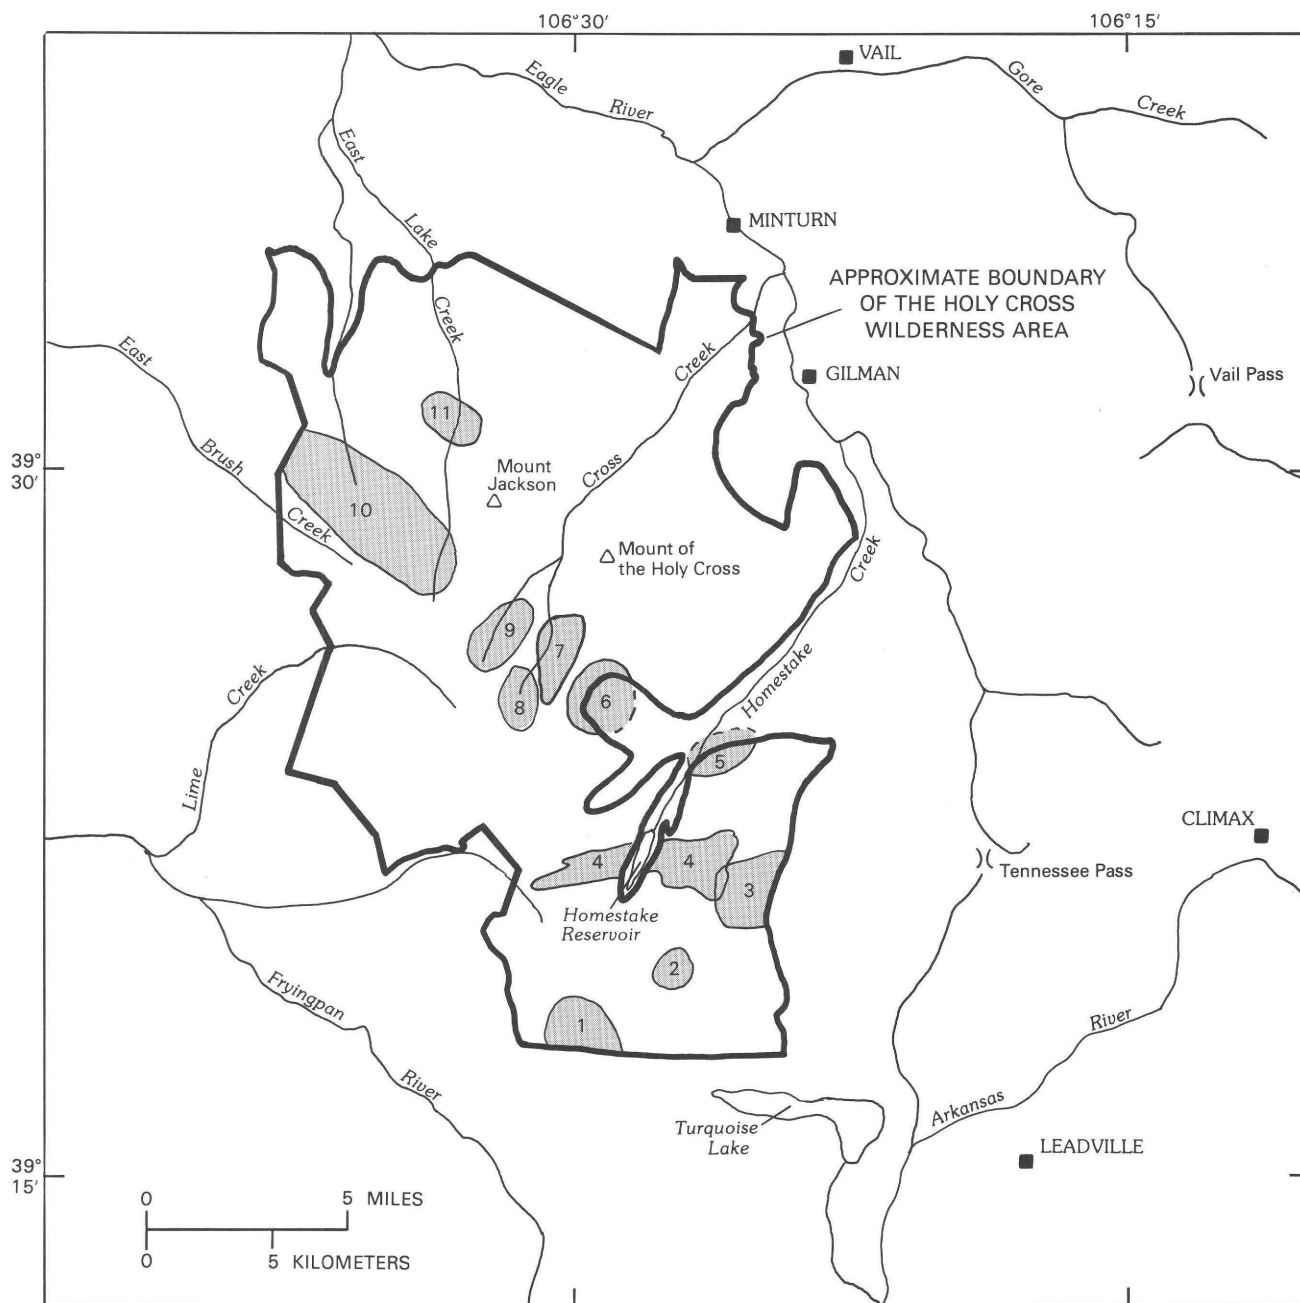 106°30′
106°15′
VAIL
Gore
Creek
Eagle
River
East
Lake
Creek
MINTURN
APPROXIMATE BOUNDARY
OF THE HOLY CROSS
WILDERNESS AREA
East
Brush
Creek
Creek
Cross
GILMAN
Vail Pass
11
39°
30′
Mount
Jackson
10
Mount of
the Holy Cross
Creek
Homestake
9
7
8
6
5
Creek
Lime
CLIMAX
4
4
3
Tennessee Pass
Homestake
Reservoir
2
1
Fryingpan
River
River
Arkansas
Turquoise
Lake
LEADVILLE
39°
15′
0
5 MILES
0
5 KILOMETERS